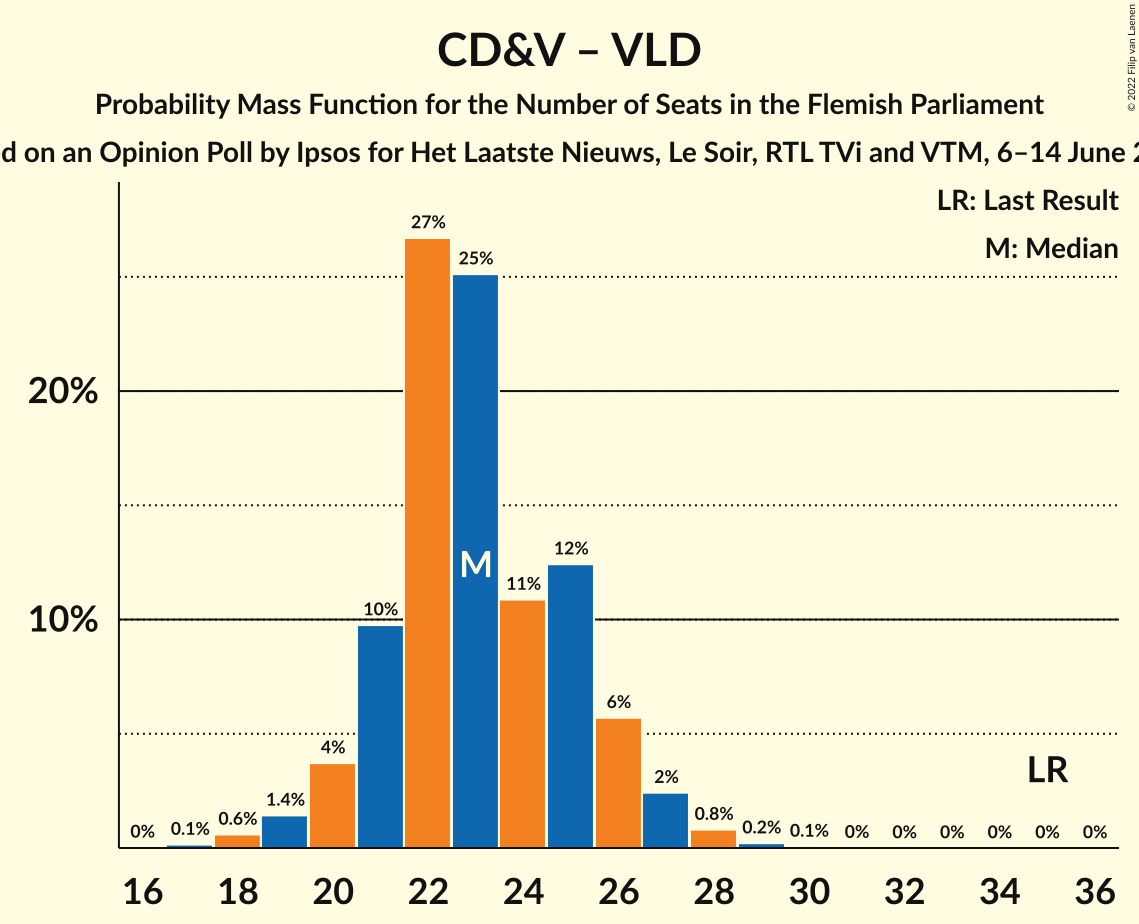 CD&V – VLD
Probability Mass Function for the Number of Seats in the Flemish Parliament
d on an Opinion Poll by Ipsos for Het Laatste Nieuws, Le Soir, RTL TVi and VTM, 6–14 June 2
© 2022 Filip van Laenen
LR: Last Result
M: Median
27%
25%
20%
12%
M
11%
10%
10%
6%
4%
2%
LR
1.4%
0% 0.1% 0.6% 0.8% 0.2% 0.1% 0% 0% 0% 0% 0% 0%
16 18 20 22 24 26 28 30 32 34 36